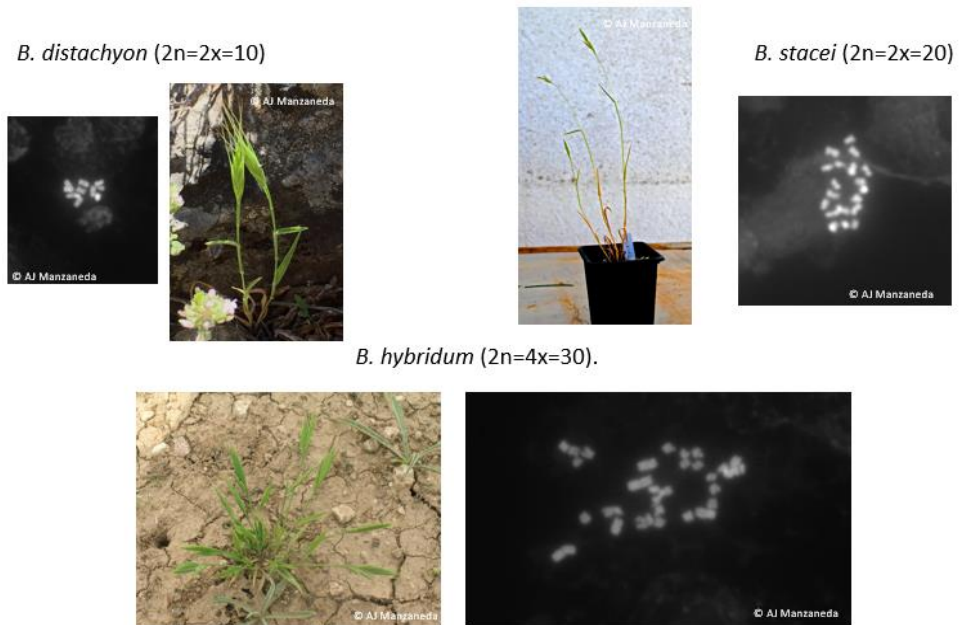 © AJ Manzaneda
B. distachyon (2n=2x=10)
B. stacei (2n=2x=20)
© AJ Manzaneda
© AJ Manzaneda
© AJ Manzaneda
B. hybridum (2n=4x=30).
© AJ Manzaneda
© AJ Manzaneda